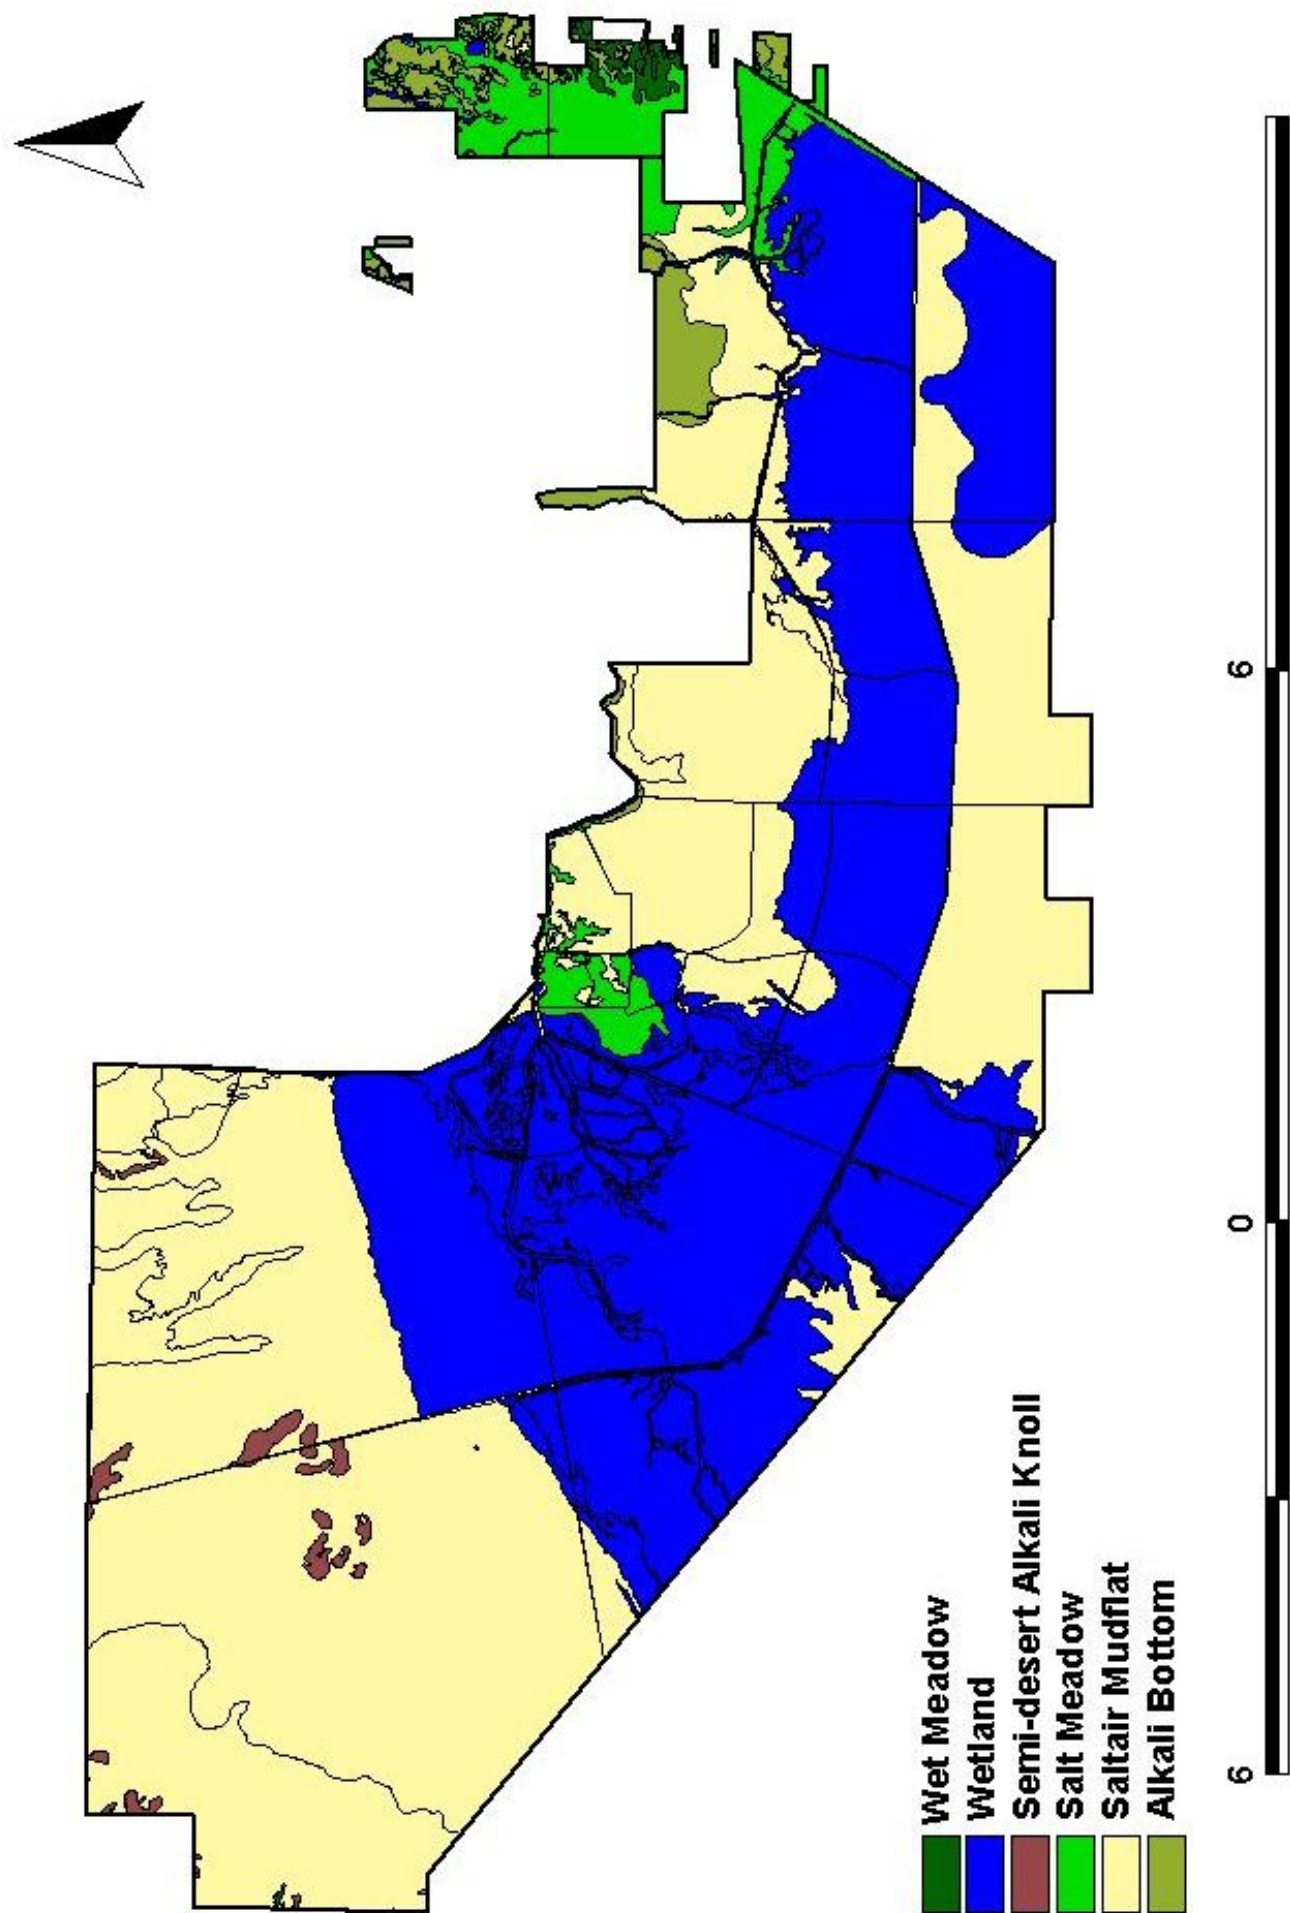 Wet Meadow
Wetland
Semi-desert Alkali Knoll
Salt Meadow
Saltair Mudflat
Alkali Bottom
6 0 6